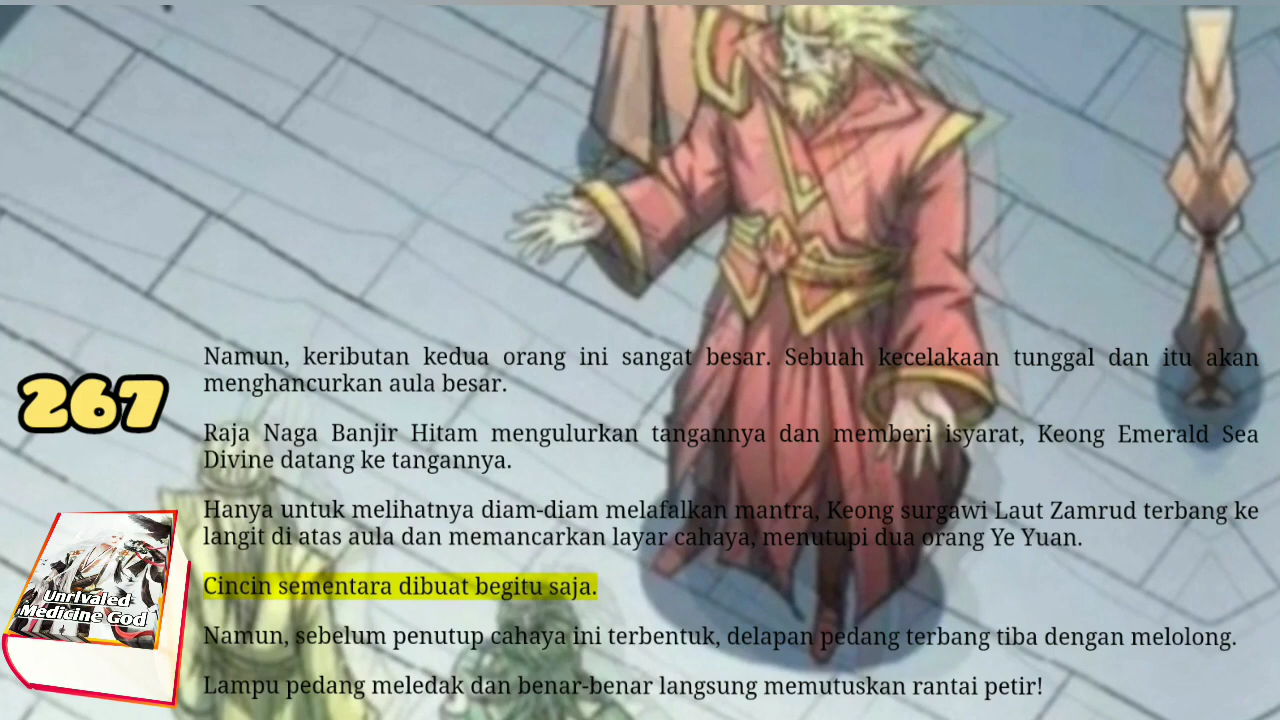 Namun, keributan kedua orang ini sangat besar. Sebuah kecelakaan tunggal dan itu akan
menghancurkan aula besar.
267
Raja Naga Banjir Hitam mengulurkan tangannya dan memberi isyarat, Keong Emerald Sea
Divine datang ke tangannya.
Hanya untuk melihatnya diam-diam melafalkan mantra, Keong surgawi Laut Zamrud terbang ke
langit di atas aula dan memancarkan layar cahaya, menutupi dua orang Ye Yuan.
Cincin sementara dibuat begitu saja.
Unrivaled
Medicine God
Namun, sebelum penutup cahaya ini terbentuk, delapan pedang terbang tiba dengan melolong.
Lampu pedang meledak dan benar-benar langsung memutuskan rantai petir!